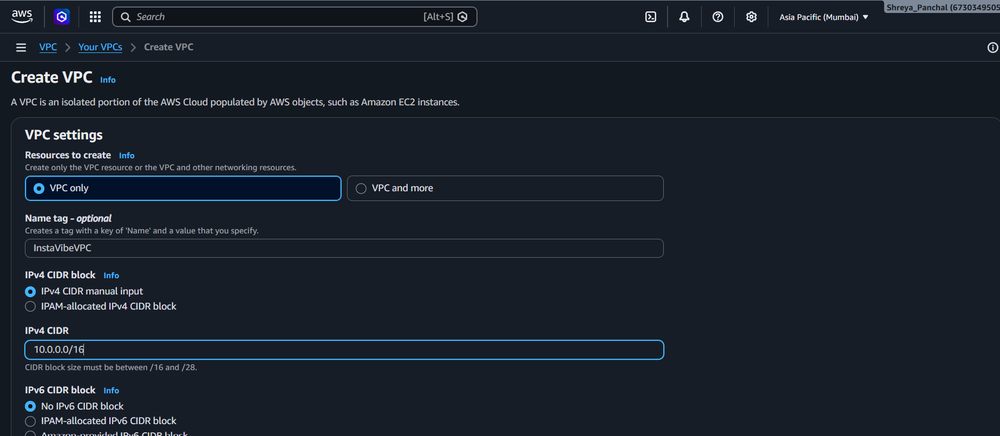 Shreya_Panchal (6730349505
aws
Search [Alt+S]
Asia Pacific (Mumbai)
VPC Your VPCs Create VPC
Create VPC Info
A VPC is an isolated portion of the AWS Cloud populated by AWS objects, such as Amazon EC2 instances.
VPC settings
Resources to create Info
Create only the VPC resource or the VPC and other networking resources.
VPC only VPC and more
Name tag - optional
Creates a tag with a key of 'Name' and a value that you specify.
InstaVibeVPC
IPv4 CIDR block Info
IPv4 CIDR manual input
IPAM-allocated IPv4 CIDR block
IPv4 CIDR
10.0.0.0/16
CIDR block size must be between /16 and /28.
IPv6 CIDR block Info
No IPv6 CIDR block
IPAM-allocated IPv6 CIDR block
Amazon-provided IPv6 CIDR block